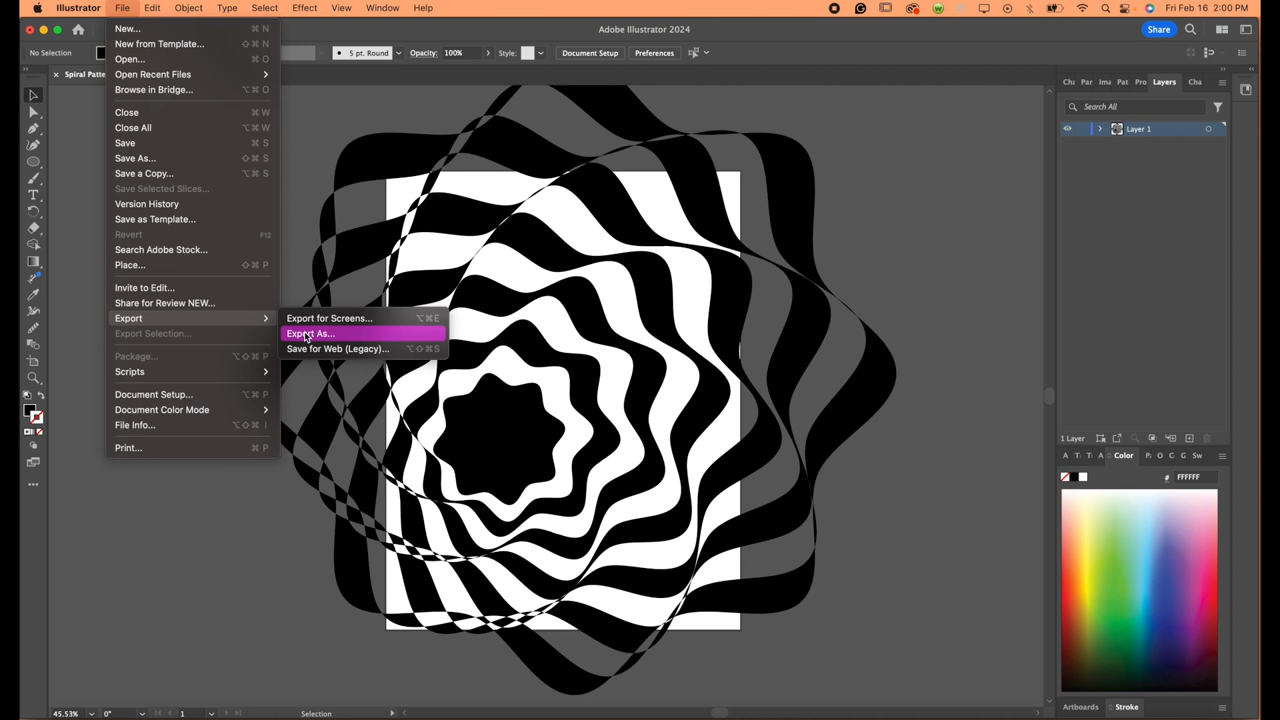 Illustrator File Edit Object Type Select Effect View Window Help Fri Feb 16 2:00 PM
Adobe Illustrator 2024
Share
No Selection 5 pt. Round Opacity: 100% Style: Document Setup Preferences
× Spiral Patte
New... ⌘ N
New from Template... ⇧⌘ N
Open... ⌘ O
Open Recent Files >
Browse in Bridge... ⌥⌘ O
Close ⌘ W
Close All ⌥⌘ W
Save ⌘ S
Save As... ⇧⌘ S
Save a Copy... ⌥⌘ S
Save Selected Slices...
Version History
Save as Template...
Revert F12
Search Adobe Stock...
Place... ⇧⌘ P
Invite to Edit...
Share for Review NEW...
Export >
Export Selection...
Package... ⌥⇧⌘ P
Scripts >
Document Setup... ⌥⌘ P
Document Color Mode >
File Info... ⌥⇧⌘ I
Print... ⌘ P
Export for Screens... ⌥⌘E
Export As...
Save for Web (Legacy)... ⌥⇧⌘S
Par Ima Pat Pro Layers Cha
Search All
Layer 1
1 Layer
A T T A Color P O C G Sw
# FFFFFF
Artboards Stroke
45.53% 0° 1 Selection